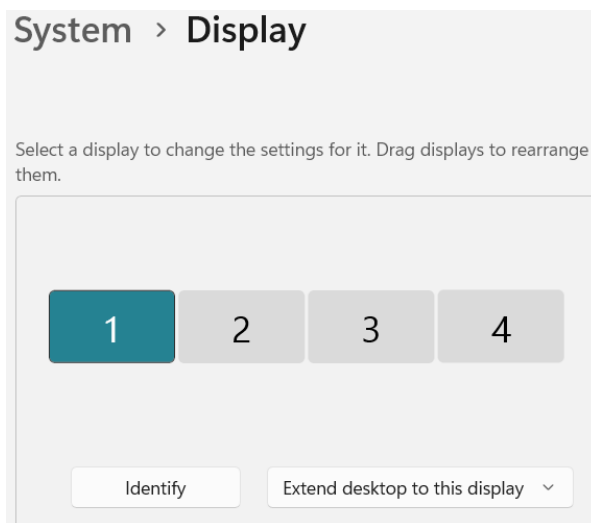 System > Display
Select a display to change the settings for it. Drag displays to rearrange
them.
1 2 3 4
Identify Extend desktop to this display